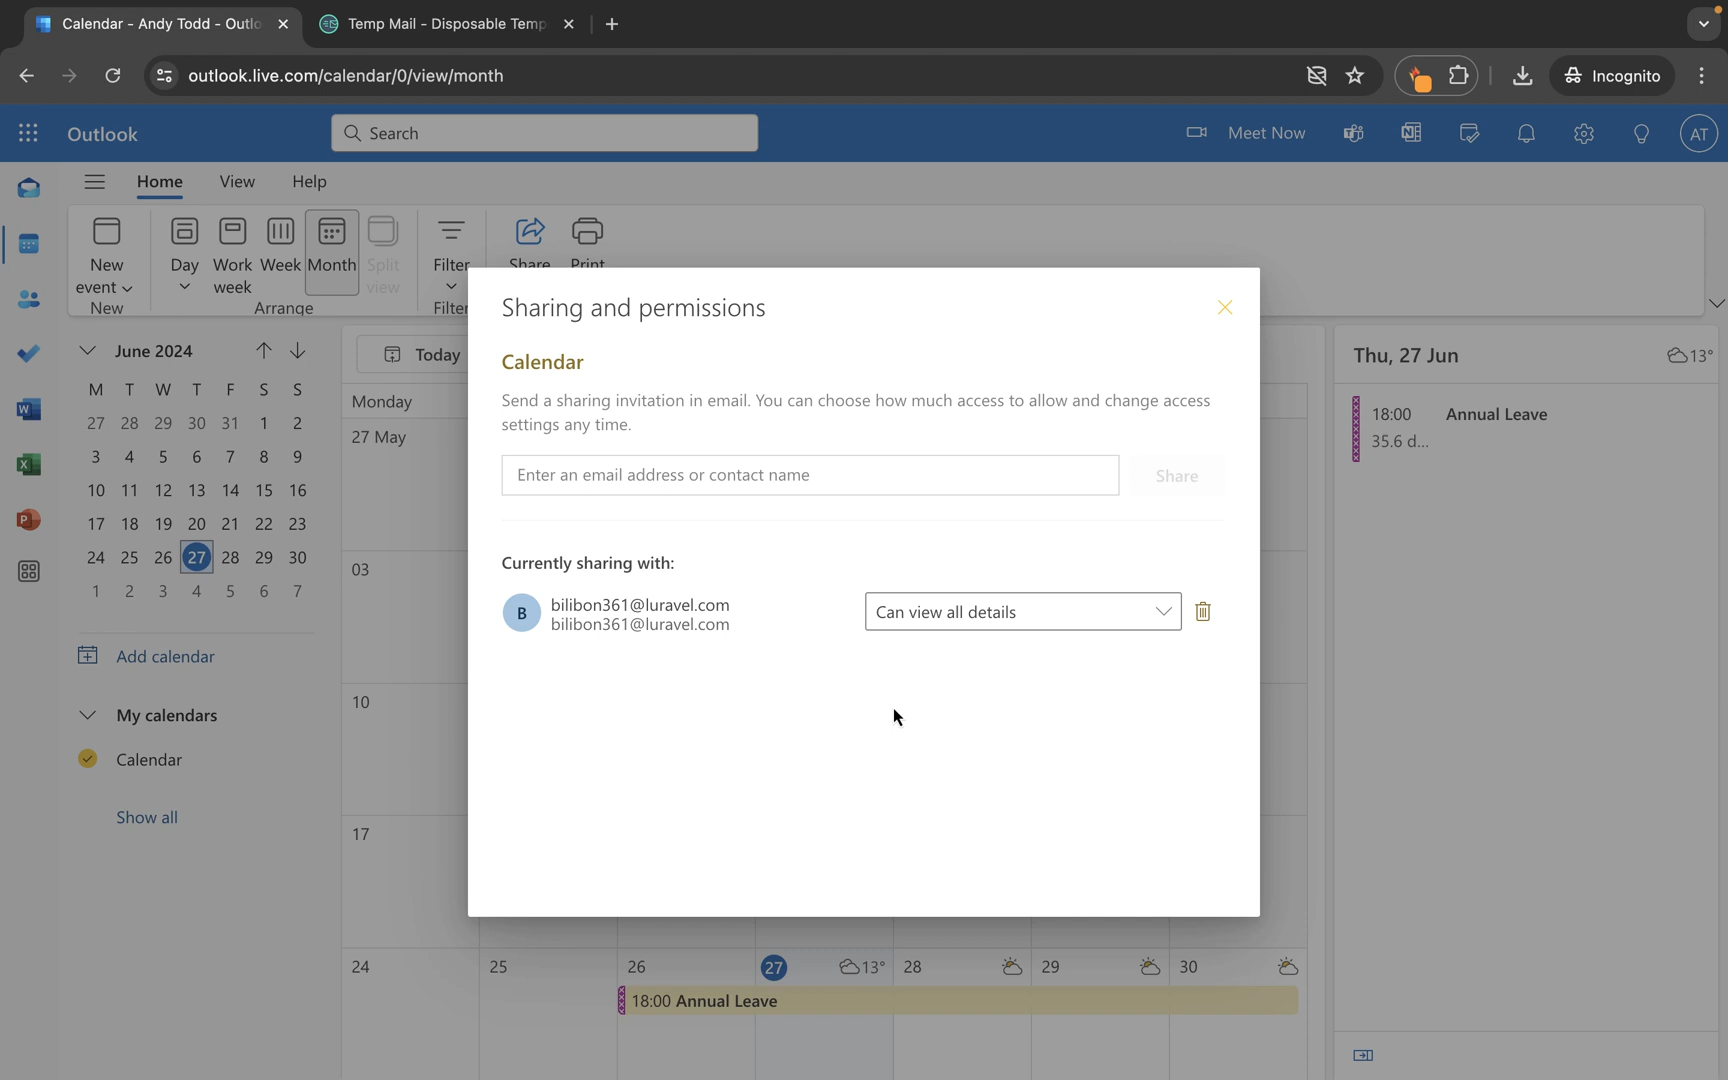 Calendar - Andy Todd - Outlo
Temp Mail - Disposable Temp
outlook.live.com/calendar/0/view/month
Incognito
Outlook
Search
Meet Now
AT
Home View Help
New event
Day
Work week
Week
Month
Split view
Filter
Share
Print
New
Arrange
Filter
June 2024
M T W T F S S
27 28 29 30 31 1 2
3 4 5 6 7 8 9
10 11 12 13 14 15 16
17 18 19 20 21 22 23
24 25 26 27 28 29 30
1 2 3 4 5 6 7
Add calendar
My calendars
Calendar
Show all
Today
Monday
27 May
03
10
17
24 25 26 27 13° 28 29 30
18:00 Annual Leave
Sharing and permissions
Calendar
Send a sharing invitation in email. You can choose how much access to allow and change access
settings any time.
Enter an email address or contact name
Share
Currently sharing with:
B
bilibon361@luravel.com
bilibon361@luravel.com
Can view all details
Thu, 27 Jun
13°
18:00 Annual Leave
35.6 d...